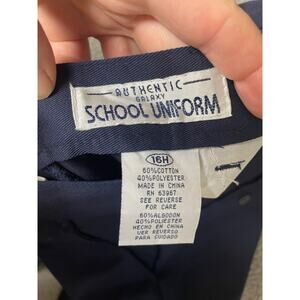 AUTHENTIC
GALAXY
SCHOOL UNIFORM
16H
60%COTTON
40%POLYESTER
MADE IN CHINA
RN 63967
SEE REVERSE
FOR CARE
60%ALGODON
40%POLIESTER
HECHO EN CHINA
VER REVERSO
PARA CUIDADO